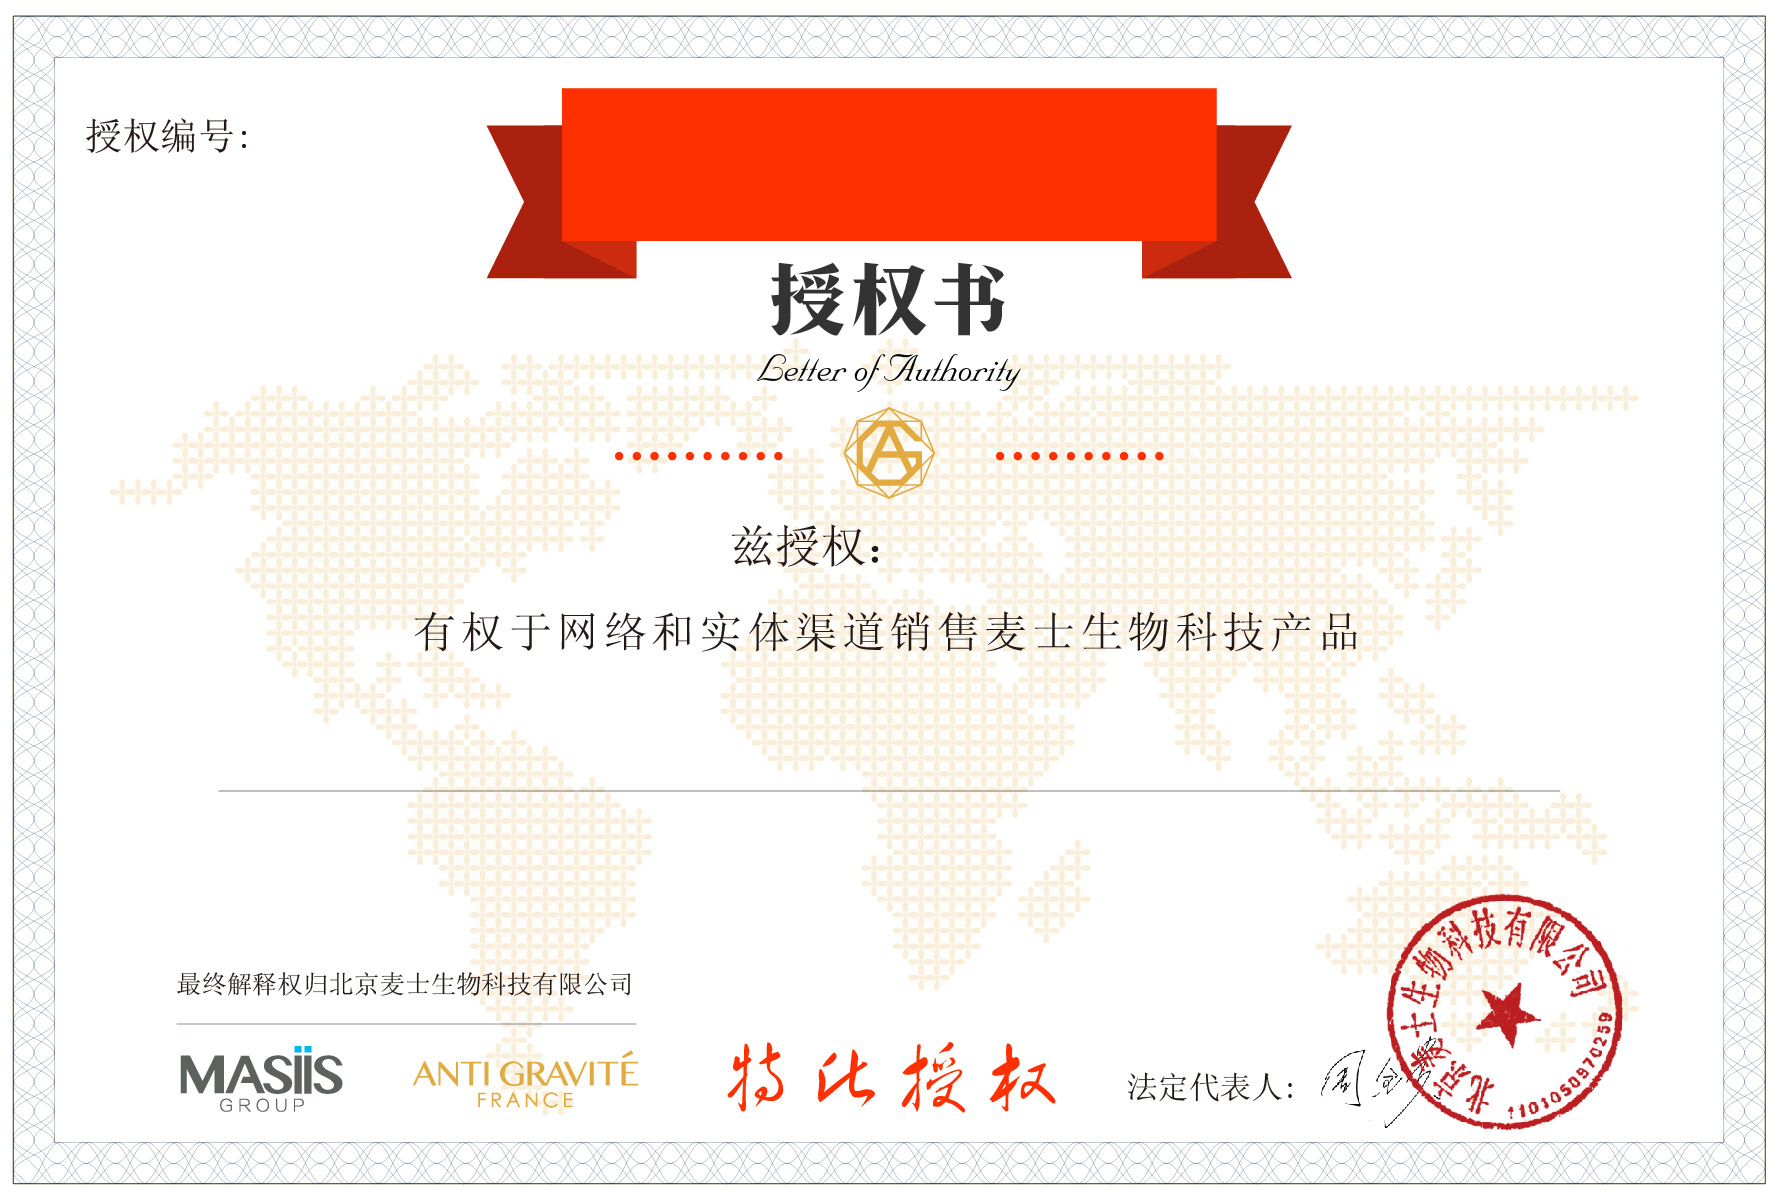 授权编号：
授权书
Letter of Authority
AG
兹授权：
有权于网络和实体渠道销售麦士生物科技产品
最终解释权归北京麦士生物科技有限公司
MASIIS
GROUP
ANTI GRAVITÉ
FRANCE
特此授权
法定代表人：
北京麦士生物科技有限公司
1101050970259